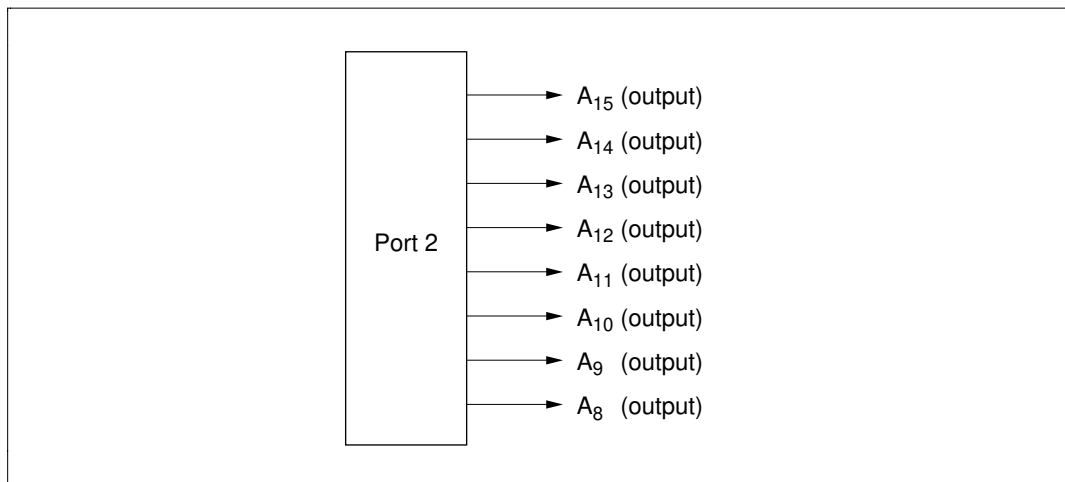 A15 (output)
A14 (output)
A13 (output)
A12 (output)
Port 2
A11 (output)
A10 (output)
A9 (output)
A8 (output)